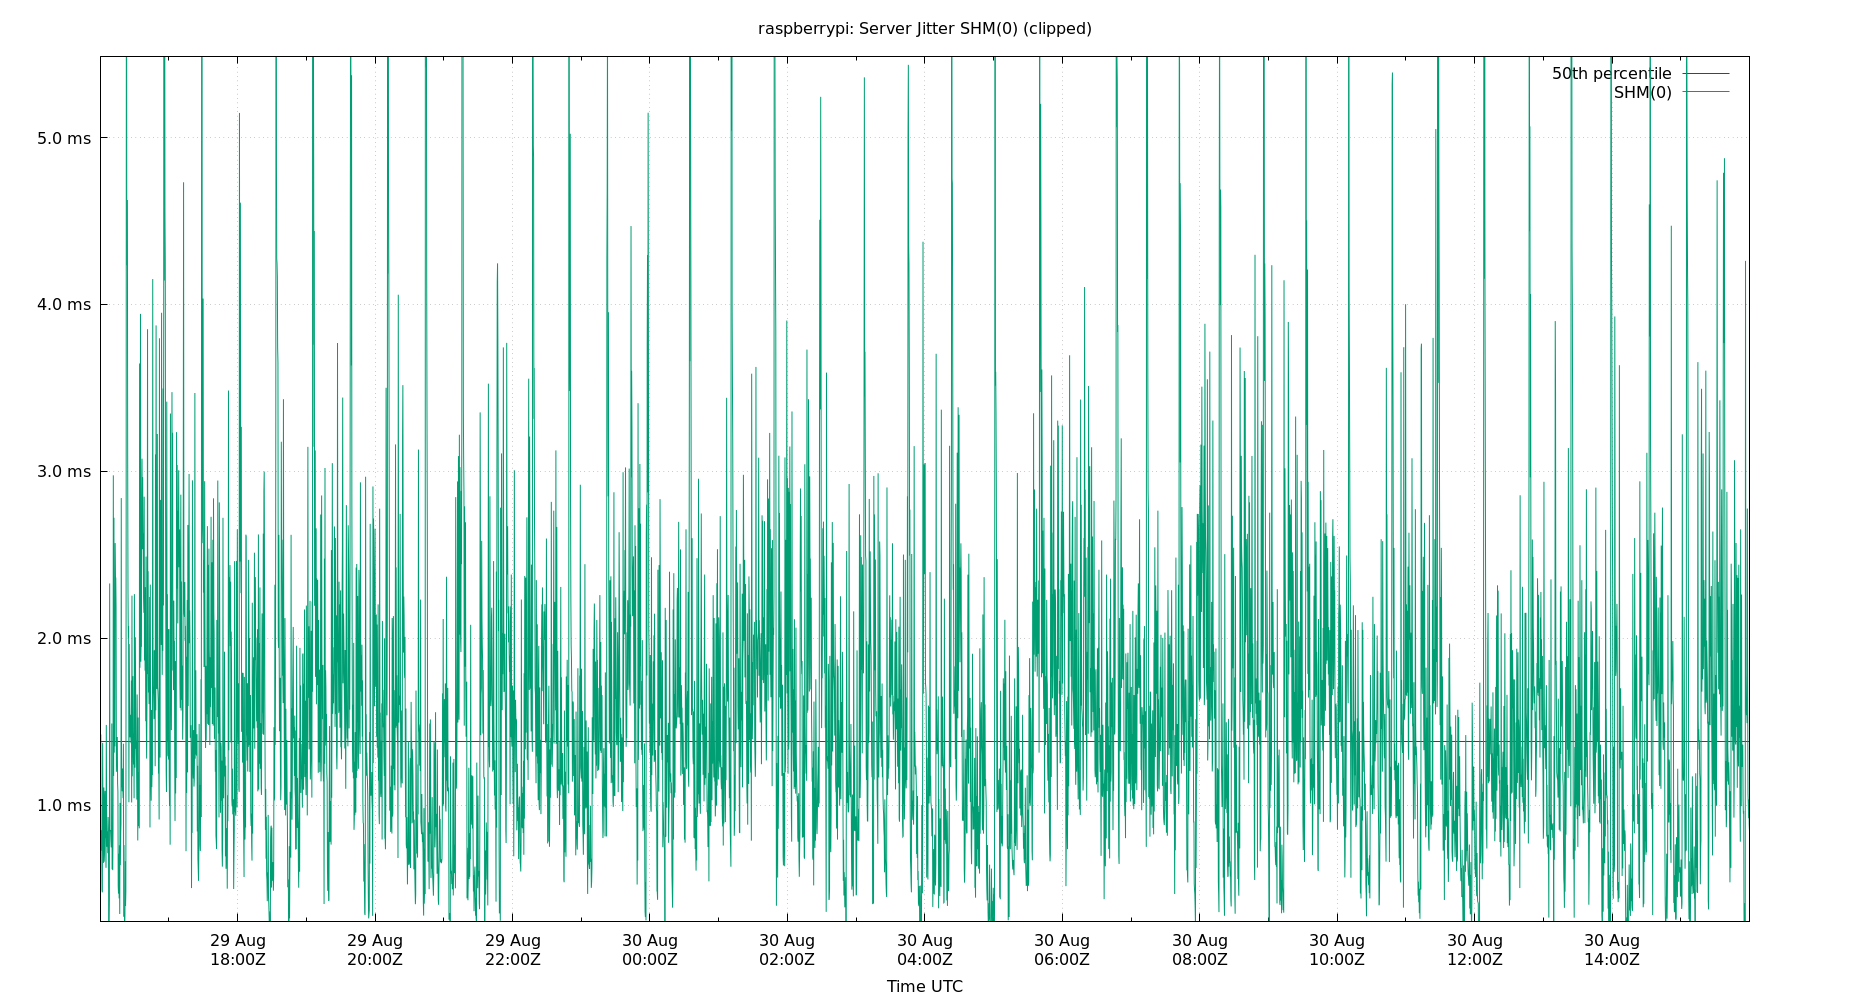 raspberrypi: Server Jitter SHM(0) (clipped)
50th percentile
SHM(0)
5.0 ms
4.0 ms
3.0 ms
2.0 ms
1.0 ms
29 Aug 29 Aug 29 Aug 30 Aug 30 Aug 30 Aug 30 Aug 30 Aug 30 Aug 30 Aug 30 Aug
18:00Z 20:00Z 22:00Z 00:00Z 02:00Z 04:00Z 06:00Z 08:00Z 10:00Z 12:00Z 14:00Z
Time UTC